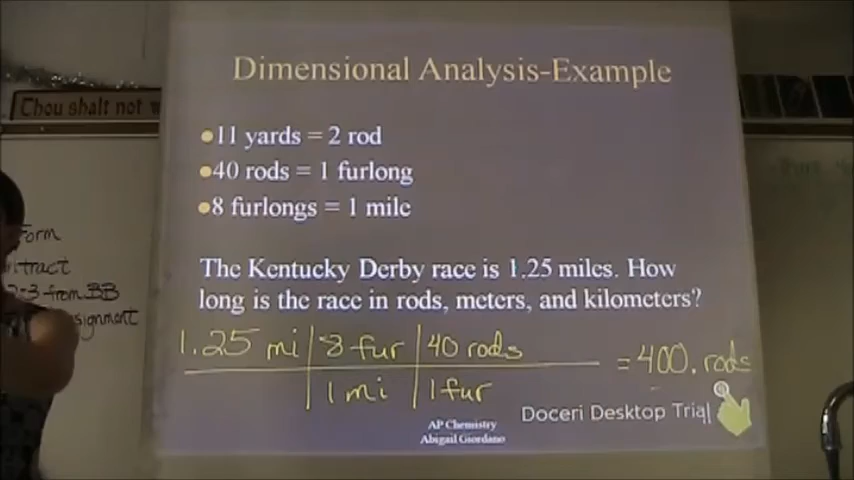 Dimensional Analysis-Example
Thou shalt not
11 yards = 2 rod
40 rods = 1 furlong
8 furlongs = 1 mile
Form
from BB
The Kentucky Derby race is 1.25 miles. How
long is the race in rods, meters, and kilometers?
1.25 mi | 8 fur | 40 rods = 400. rods
1 mi | 1 fur
Doceri Desktop Trial
AP Chemistry
Abigail Giordano